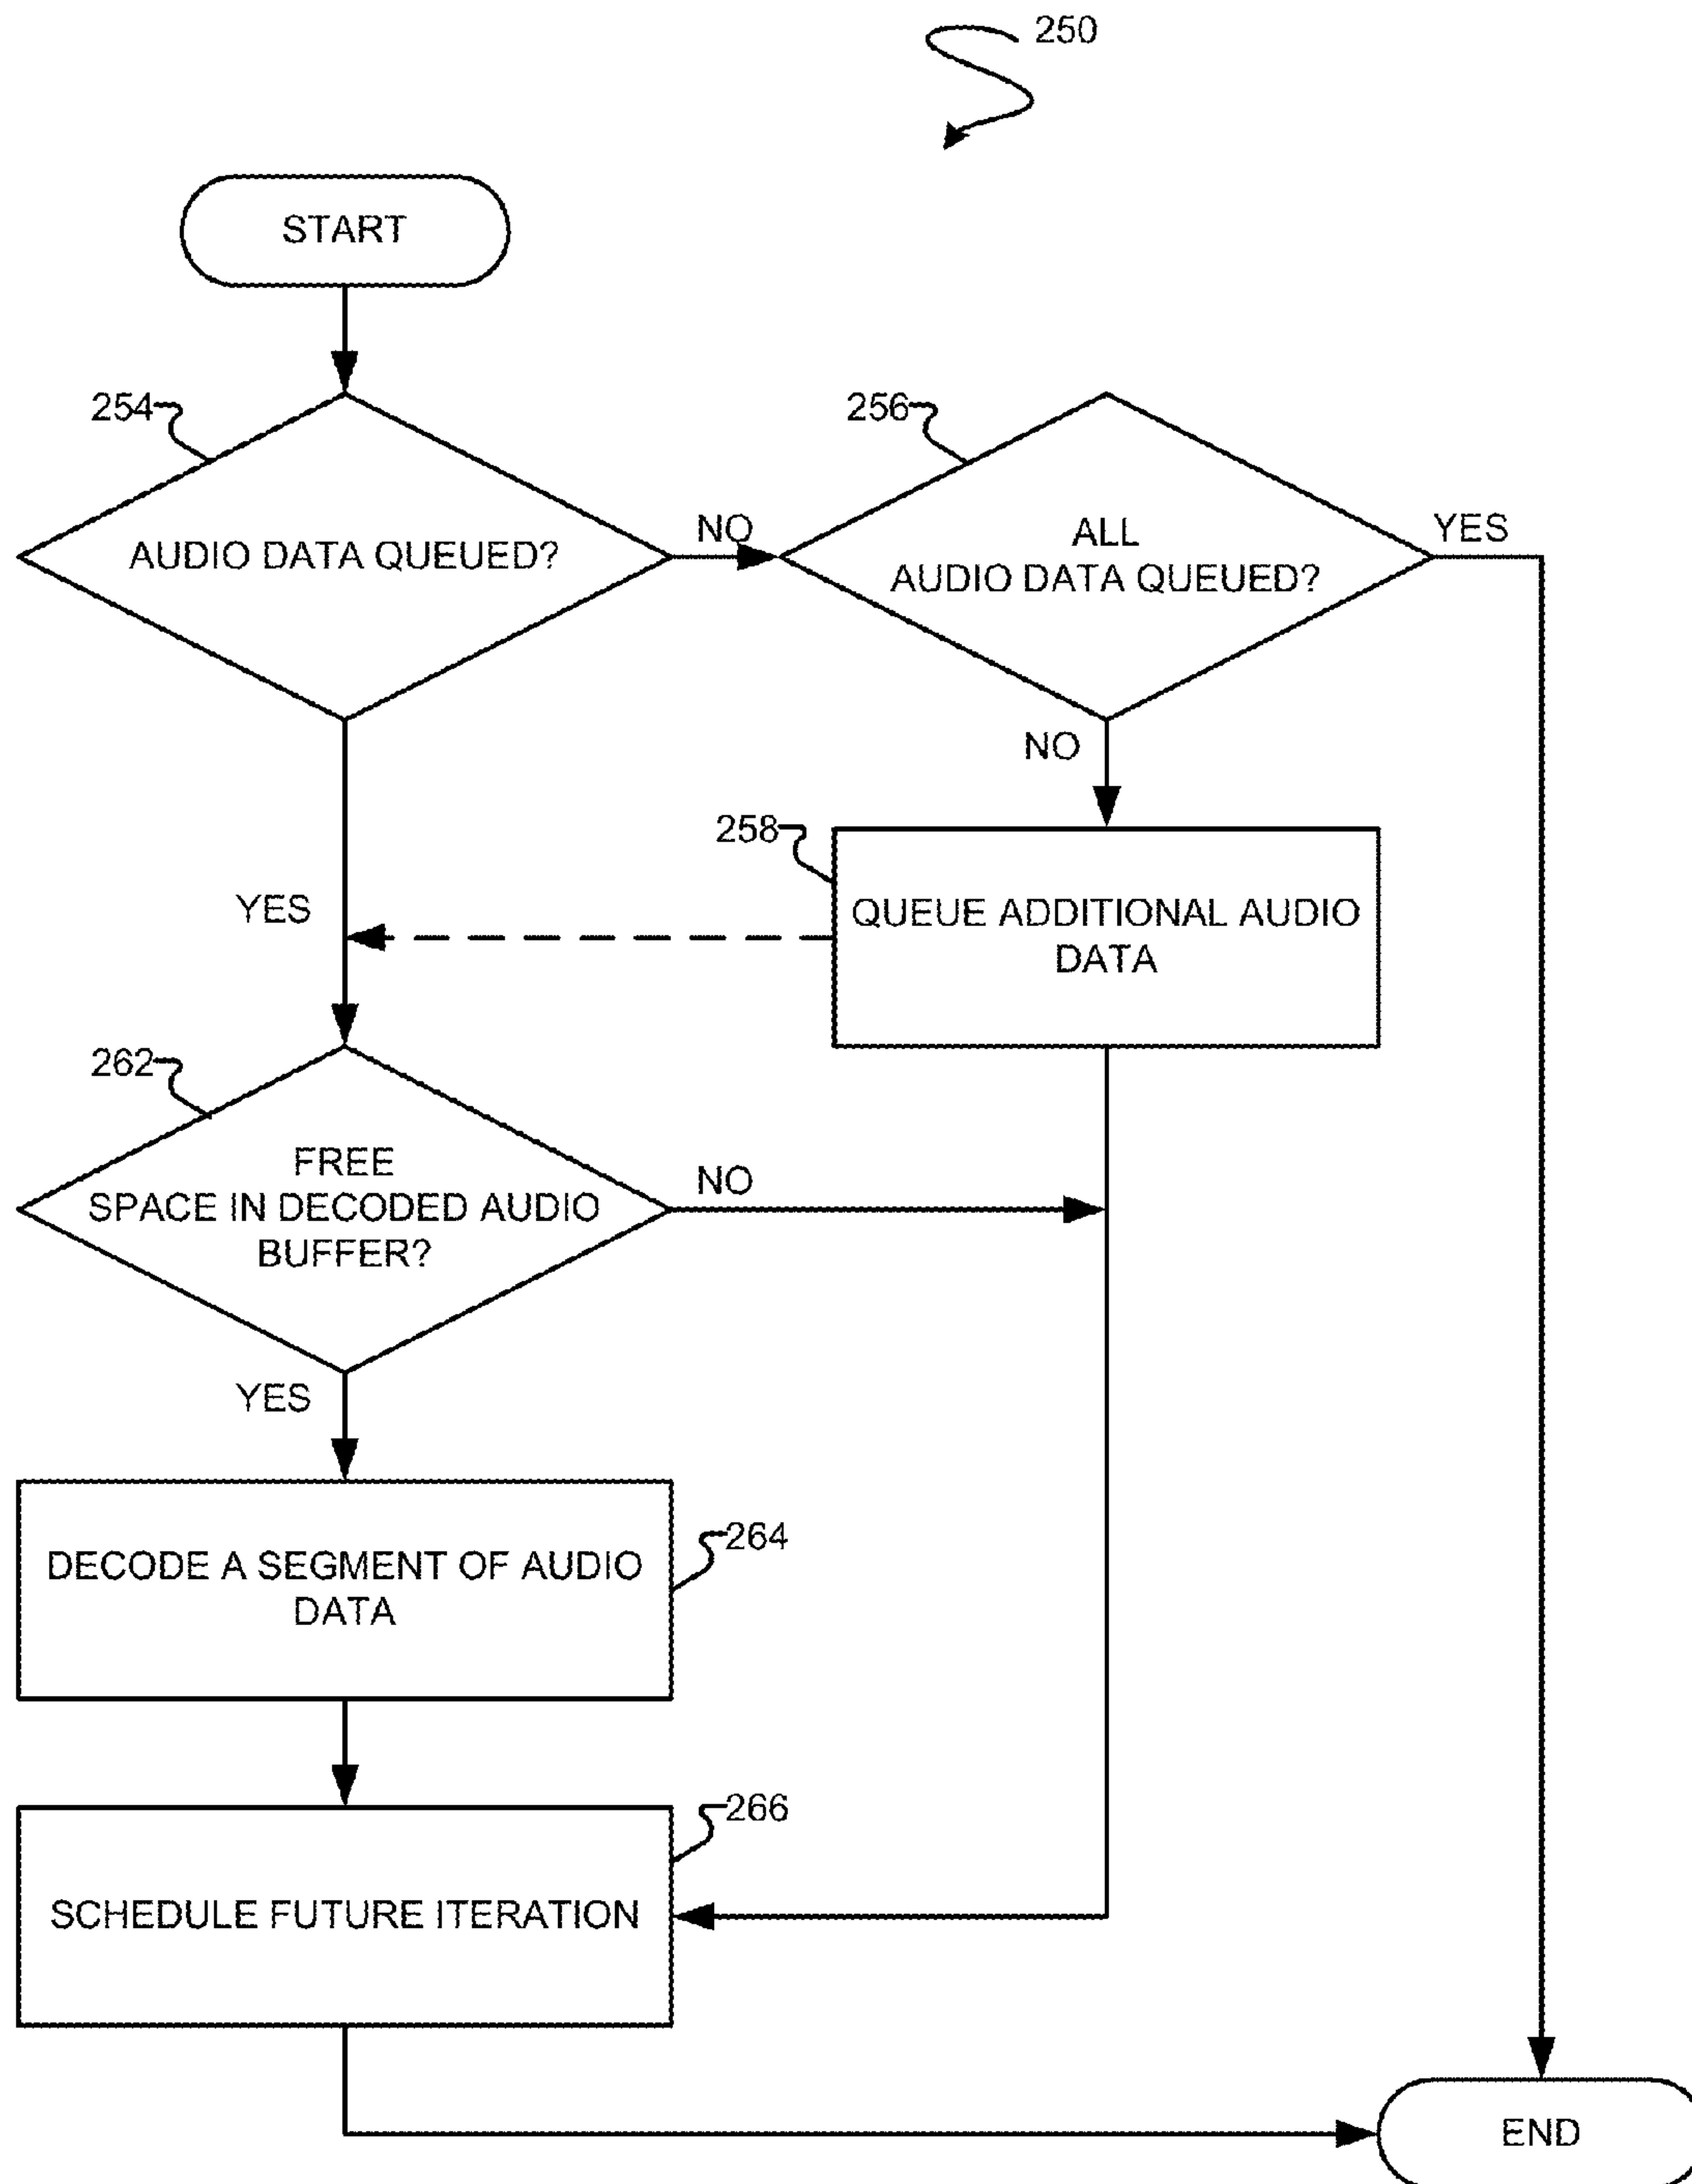 250
START
254
AUDIO DATA QUEUED?
NO
256
ALL
AUDIO DATA QUEUED?
YES
NO
258
QUEUE ADDITIONAL AUDIO
DATA
YES
262
FREE
SPACE IN DECODED AUDIO
BUFFER?
NO
YES
264
DECODE A SEGMENT OF AUDIO
DATA
266
SCHEDULE FUTURE ITERATION
END